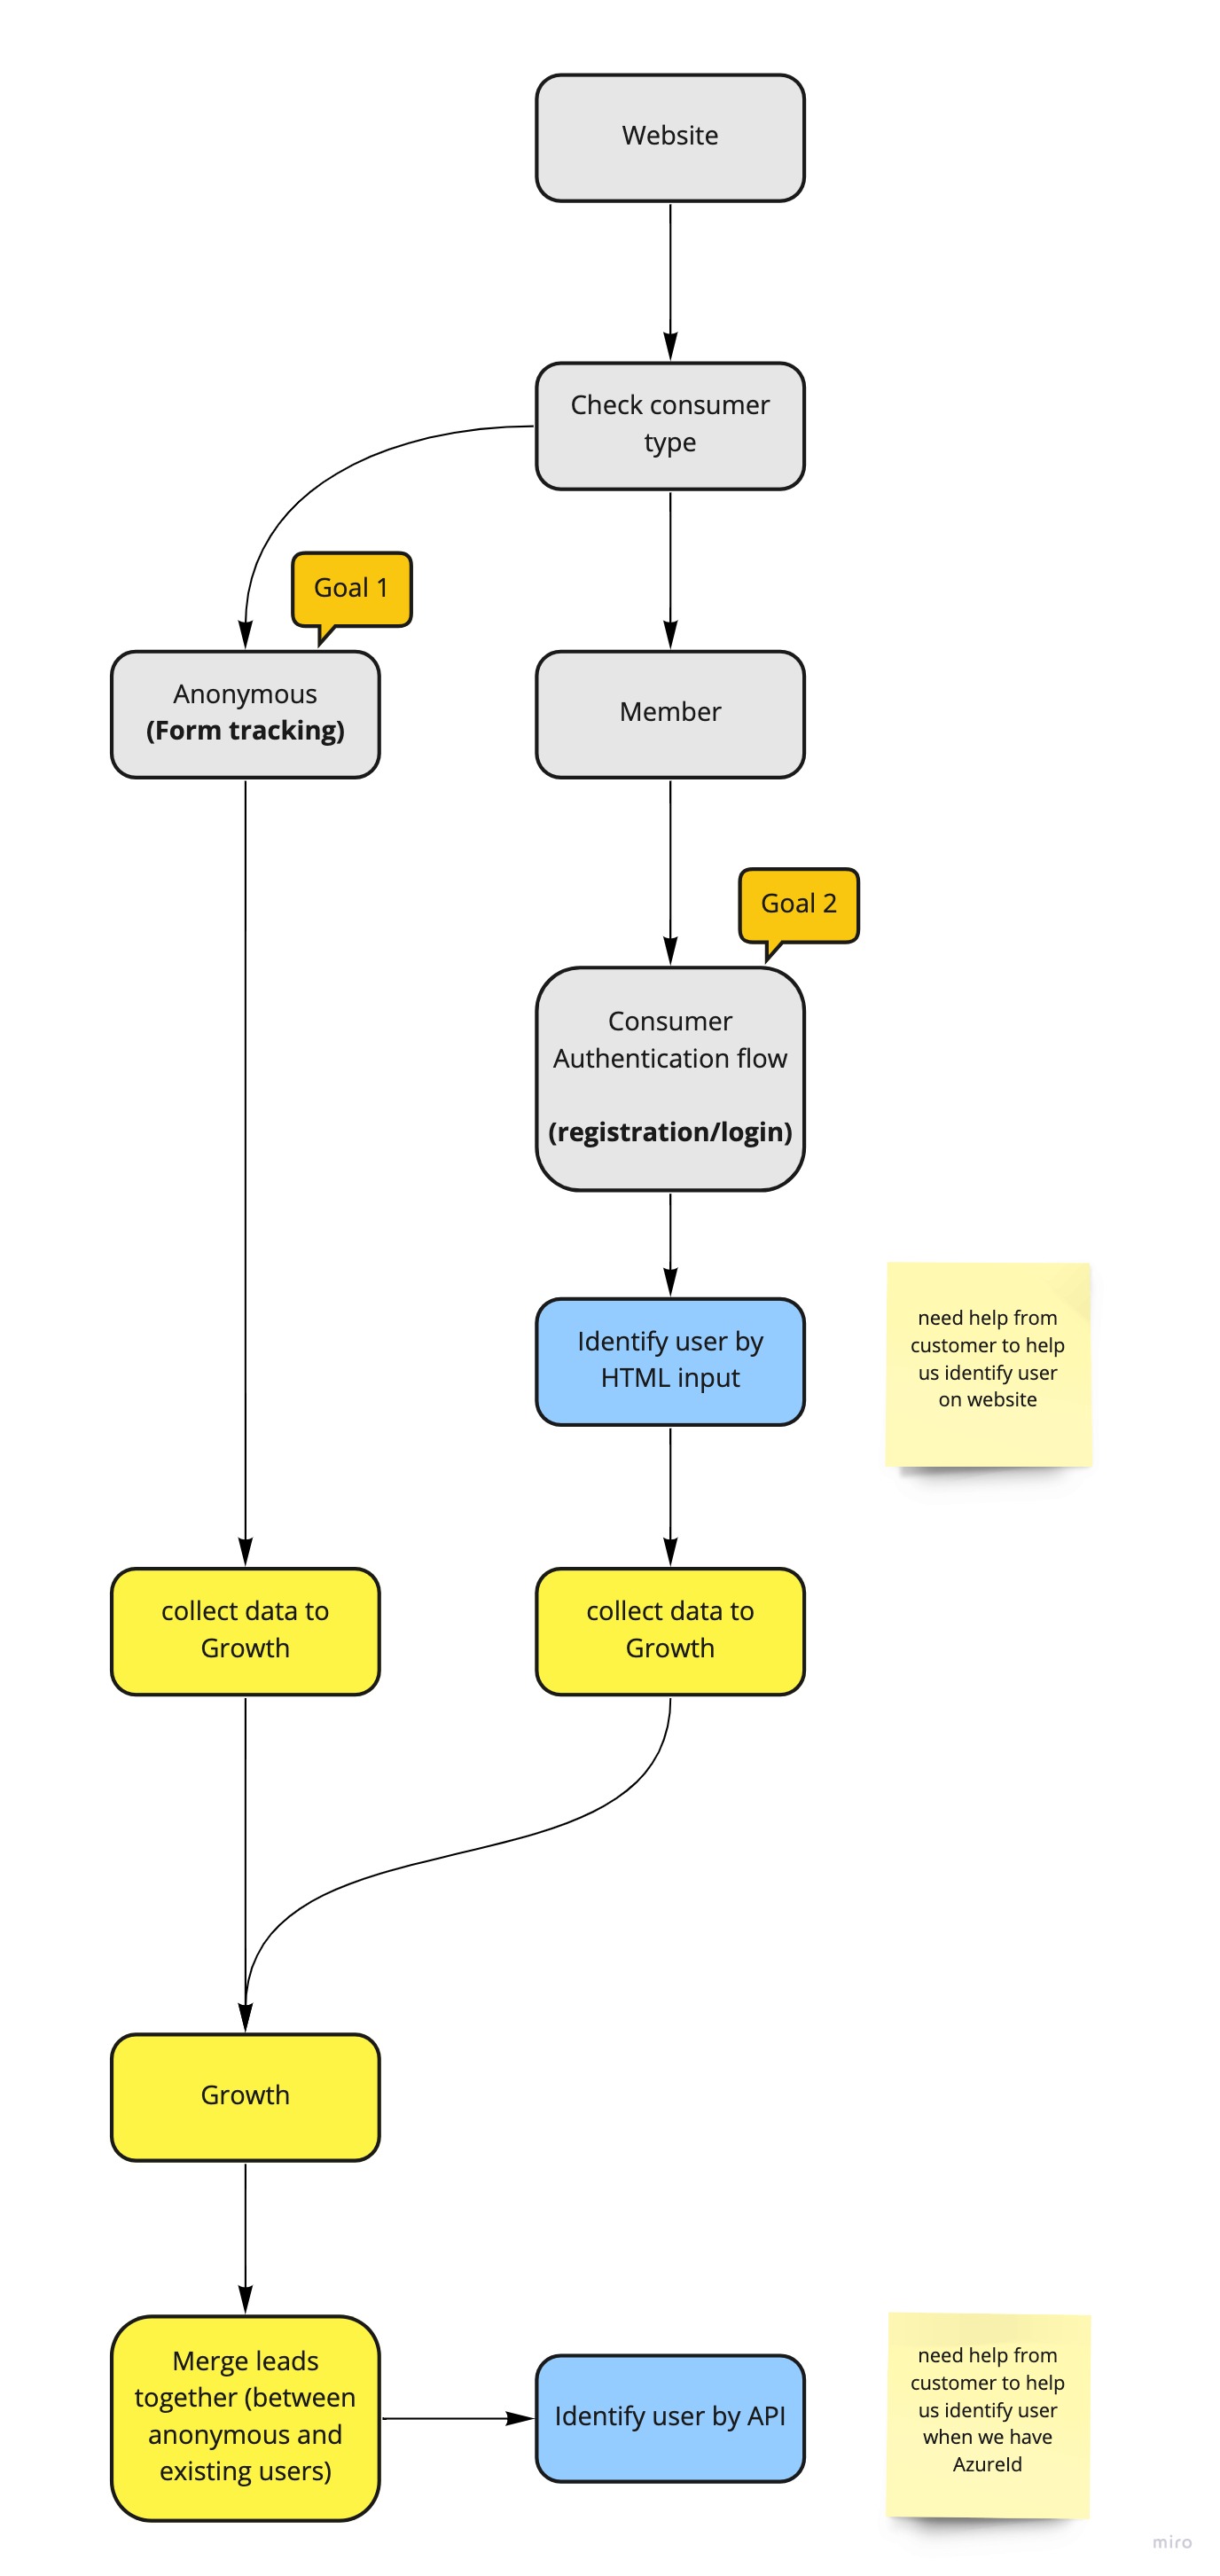 Website
Check consumer
type
Goal 1
Anonymous
(Form tracking)
Member
Goal 2
Consumer
Authentication flow
(registration/login)
Identify user by
HTML input
need help from
customer to help
us identify user
on website
collect data to
Growth
collect data to
Growth
Growth
Merge leads
together (between
anonymous and
existing users)
Identify user by API
need help from
customer to help
us identify user
when we have
AzureId
miro